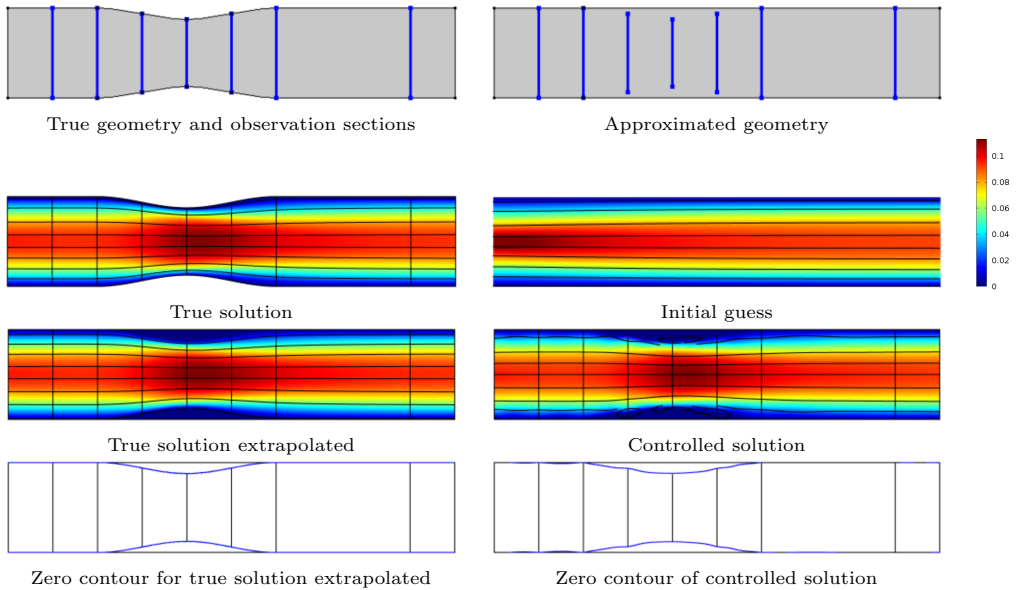 True geometry and observation sections
Approximated geometry
0.1
0.08
0.06
0.04
0.02
0
True solution
Initial guess
True solution extrapolated
Controlled solution
Zero contour for true solution extrapolated
Zero contour of controlled solution